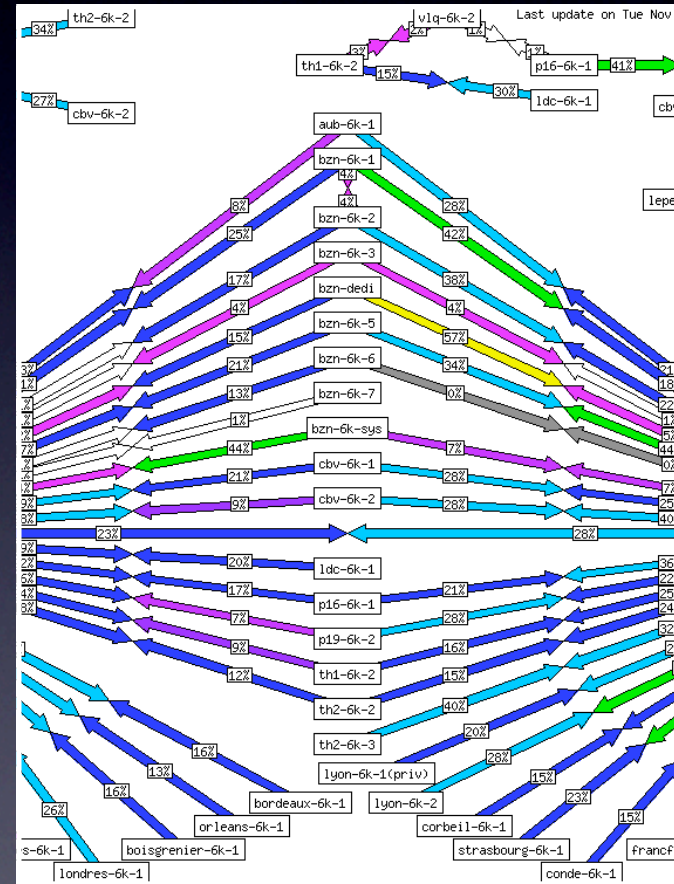 th2-6k-2
vlq-6k-2
Last update on Tue Nov
34%
3%
2%
1%
1%
th1-6k-2
p16-6k-1
41%
15%
27%
30%
ldc-6k-1
cbv-6k-2
aub-6k-1
bzn-6k-1
4%
4%
8%
28%
bzn-6k-2
25%
42%
bzn-6k-3
17%
38%
bzn-dedi
4%
4%
bzn-6k-5
15%
57%
bzn-6k-6
21%
34%
bzn-6k-7
13%
0%
bzn-6k-sys
1%
44%
7%
cbv-6k-1
21%
28%
cbv-6k-2
9%
28%
23%
28%
ldc-6k-1
20%
p16-6k-1
17%
21%
p19-6k-2
7%
28%
th1-6k-2
9%
16%
th2-6k-2
12%
15%
th2-6k-3
40%
lyon-6k-1(priv)
20%
lyon-6k-2
28%
bordeaux-6k-1
16%
orleans-6k-1
13%
corbeil-6k-1
15%
boisgrenier-6k-1
16%
strasbourg-6k-1
23%
s-6k-1
francf
londres-6k-1
26%
conde-6k-1
15%